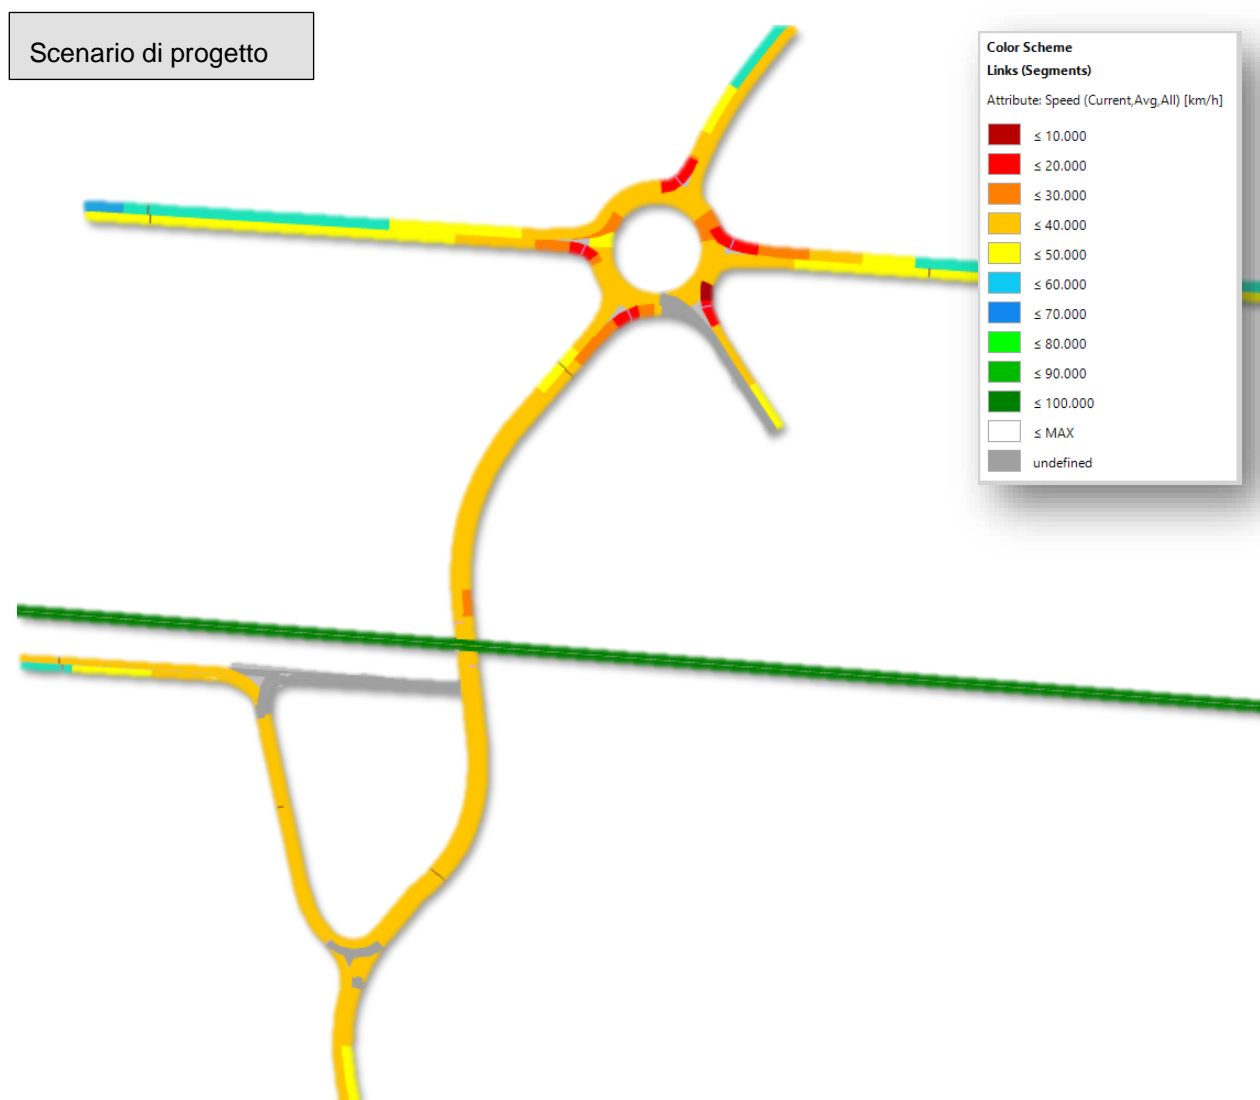 Scenario di progetto
Color Scheme
Links (Segments)
Attribute: Speed (Current,Avg,All) [km/h]
≤ 10.000
≤ 20.000
≤ 30.000
≤ 40.000
≤ 50.000
≤ 60.000
≤ 70.000
≤ 80.000
≤ 90.000
≤ 100.000
≤ MAX
undefined